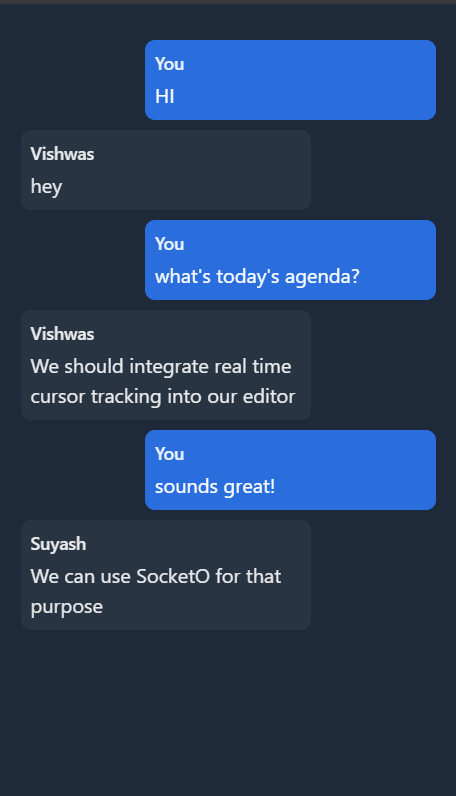 You
HI
Vishwas
hey
You
what's today's agenda?
Vishwas
We should integrate real time
cursor tracking into our editor
You
sounds great!
Suyash
We can use SocketO for that
purpose